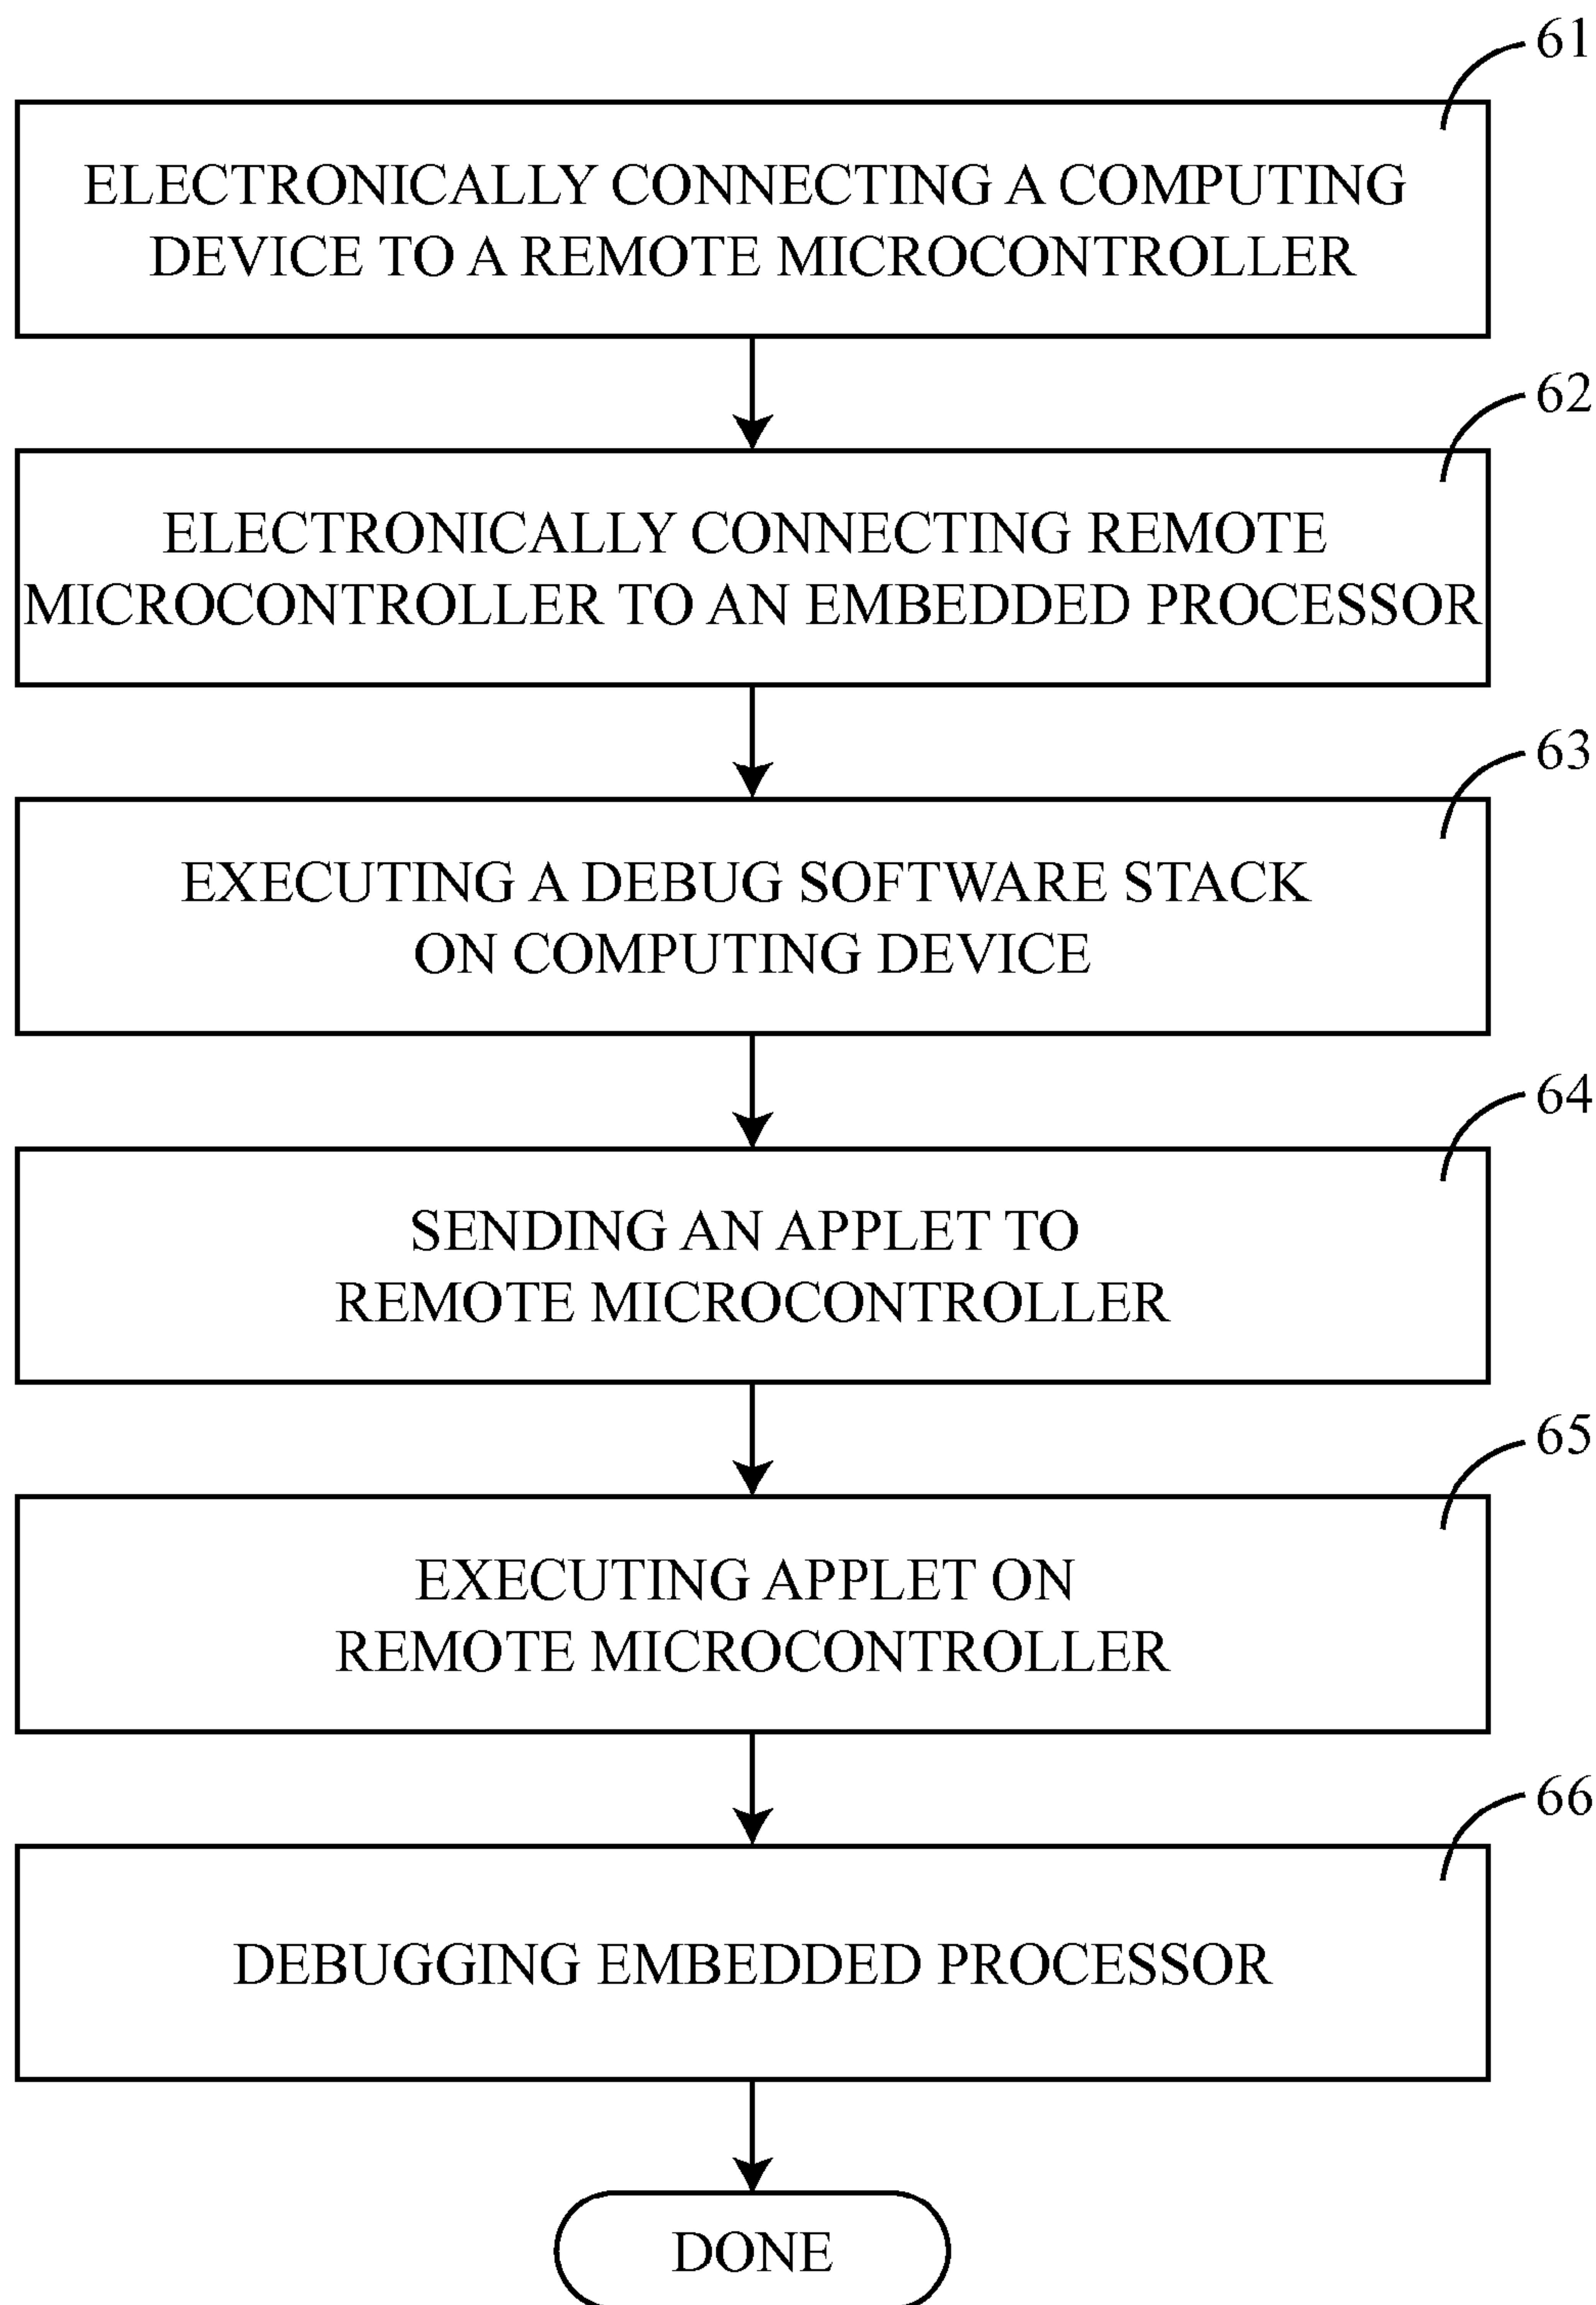 61
ELECTRONICALLY CONNECTING A COMPUTING
DEVICE TO A REMOTE MICROCONTROLLER
62
ELECTRONICALLY CONNECTING REMOTE
MICROCONTROLLER TO AN EMBEDDED PROCESSOR
63
EXECUTING A DEBUG SOFTWARE STACK
ON COMPUTING DEVICE
64
SENDING AN APPLET TO
REMOTE MICROCONTROLLER
65
EXECUTING APPLET ON
REMOTE MICROCONTROLLER
66
DEBUGGING EMBEDDED PROCESSOR
DONE